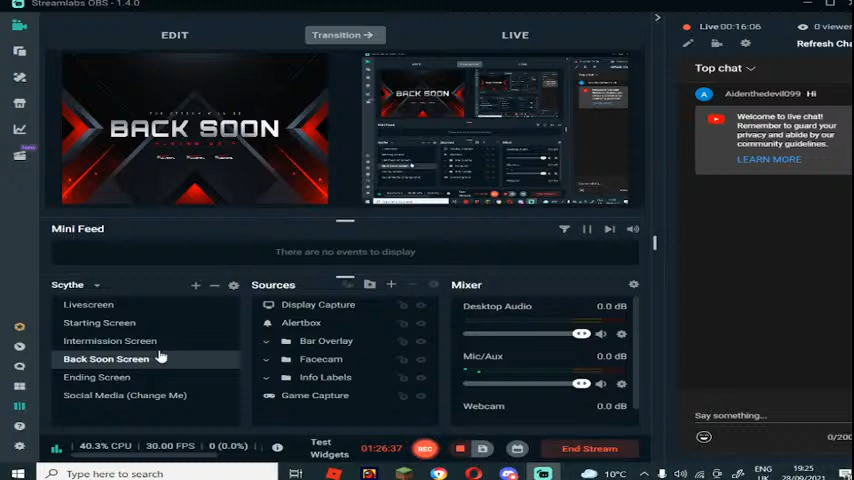 Streamlabs OBS - 1.4.0
EDIT
Transition
LIVE
Live 00:16:06
0 viewer
Refresh Cha
Top chat
Aidenthedevil099 Hi
Welcome to live chat!
Remember to guard your
privacy and abide by our
community guidelines.
LEARN MORE
BACK SOON
BACK SOON
New
Mini Feed
There are no events to display
Scythe
Livescreen
Starting Screen
Intermission Screen
Back Soon Screen
Ending Screen
Social Media (Change Me)
Sources
Display Capture
Alertbox
Bar Overlay
Facecam
Info Labels
Game Capture
Mixer
Desktop Audio 0.0 dB
Mic/Aux 0.0 dB
Webcam 0.0 dB
Say something...
0/200
40.3% CPU 30.00 FPS 0 (0.0%)
Test
Widgets
01:26:37
REC
End Stream
Type here to search
10°C
ENG
UK
19:25
28/09/2021